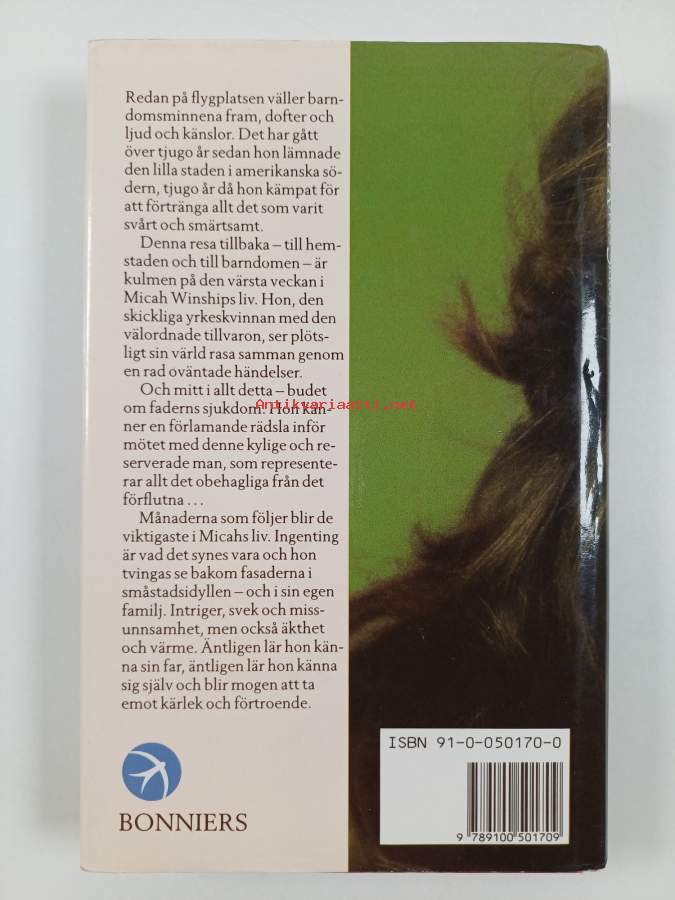 Redan på flygplatsen väller barn-
domsminnena fram, dofter och
ljud och känslor. Det har gått
över tjugo år sedan hon lämnade
den lilla staden i amerikanska sö-
dern, tjugo år då hon kämpat för
att förtränga allt det som varit
svårt och smärtsamt.
Denna resa tillbaka – till hem-
staden och till barndomen – är
kulmen på den värsta veckan i
Micah Winships liv. Hon, den
skickliga yrkeskvinnan med den
välordnade tillvaron, ser plöts-
ligt sin värld rasa samman genom
en rad oväntade händelser.
Och mitt i allt detta – budet
om faderns sjukdom. Hon kän-
ner en förlamande rädsla inför
mötet med denne kylige och re-
serverade man, som represente-
rar allt det obehagliga från det
förflutna ...
Månaderna som följer blir de
viktigaste i Micahs liv. Ingenting
är vad det synes vara och hon
tvingas se bakom fasaderna i
småstadsidyllen – och i sin egen
familj. Intriger, svek och miss-
unnsamhet, men också äkthet
och värme. Äntligen lär hon kän-
na sin far, äntligen lär hon känna
sig själv och blir mogen att ta
emot kärlek och förtroende.
BONNIERS
Antikvariaatti.net
ISBN 91-0-050170-0
9 789100 501709